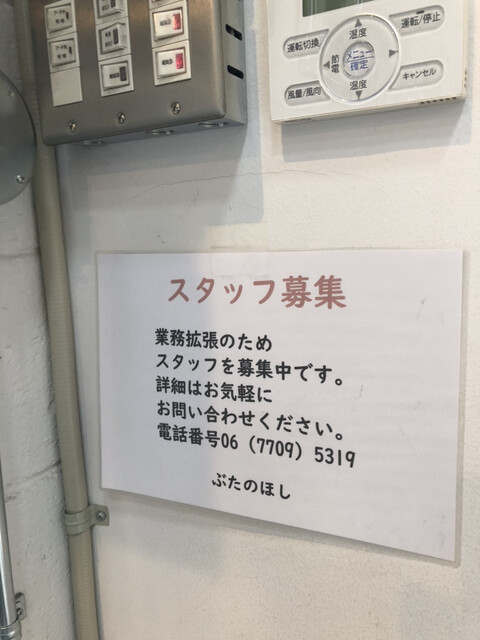 運転切換
温度
運転/停止
節電
メニュー
確定
風量/風向
温度
キャンセル
スタッフ募集
業務拡張のため
スタッフを募集中です。
詳細はお気軽に
お問い合わせください。
電話番号06（7709）5319
ぶたのほし